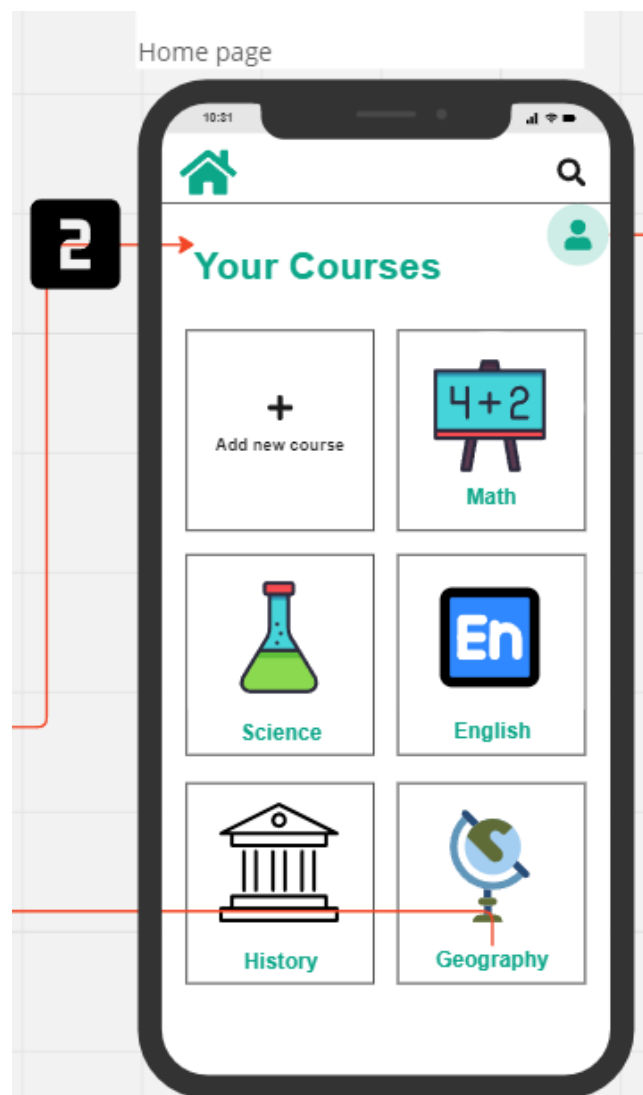 Home page
10:31
2
Your Courses
+
Add new course
4+2
Math
Science
En
English
History
Geography